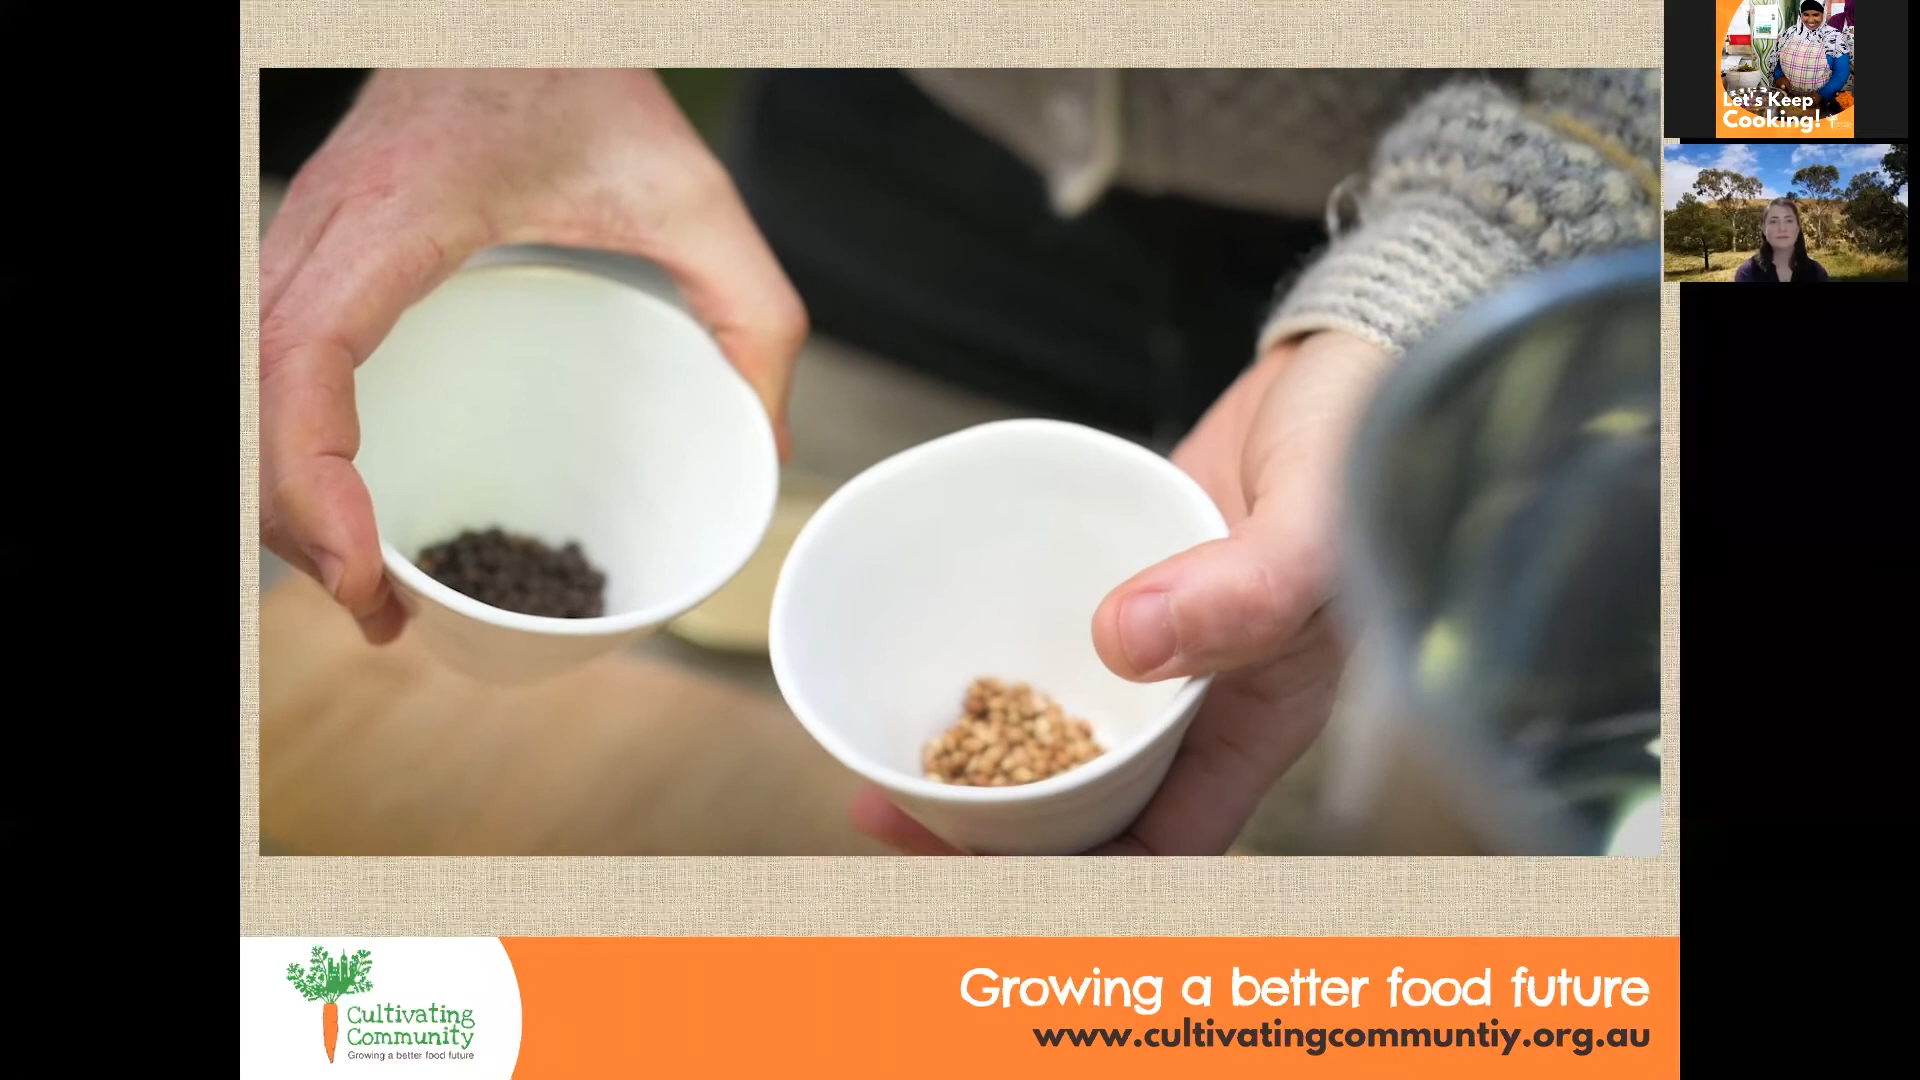 Let's Keep
Cooking!
Cultivating
Community
Growing a better food future
Growing a better food future
www.cultivatingcommuntiy.org.au